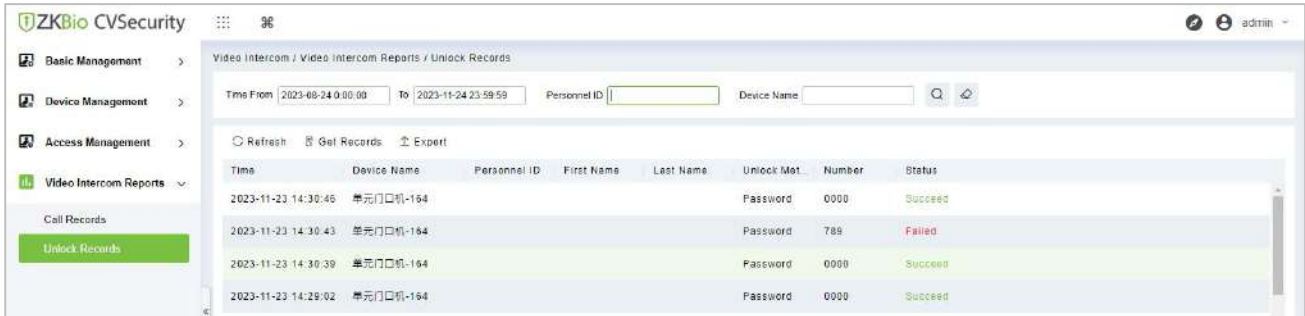 ZKBio CVSecurity
admin
Basic Management
Device Management
Access Management
Video Intercom Reports
Call Records
Unlock Records
Video Intercom / Video Intercom Reports / Unlock Records
Time From 2023-08-24 0:00:00 To 2023-11-24 23:59:59 Personnel ID Device Name
Refresh Get Records Export
Time Device Name Personnel ID First Name Last Name Unlock Met... Number Status
2023-11-23 14:30:46 单元门口机-164 Password 0000 Succeed
2023-11-23 14:30:43 单元门口机-164 Password 789 Failed
2023-11-23 14:30:39 单元门口机-164 Password 0000 Succeed
2023-11-23 14:29:02 单元门口机-164 Password 0000 Succeed